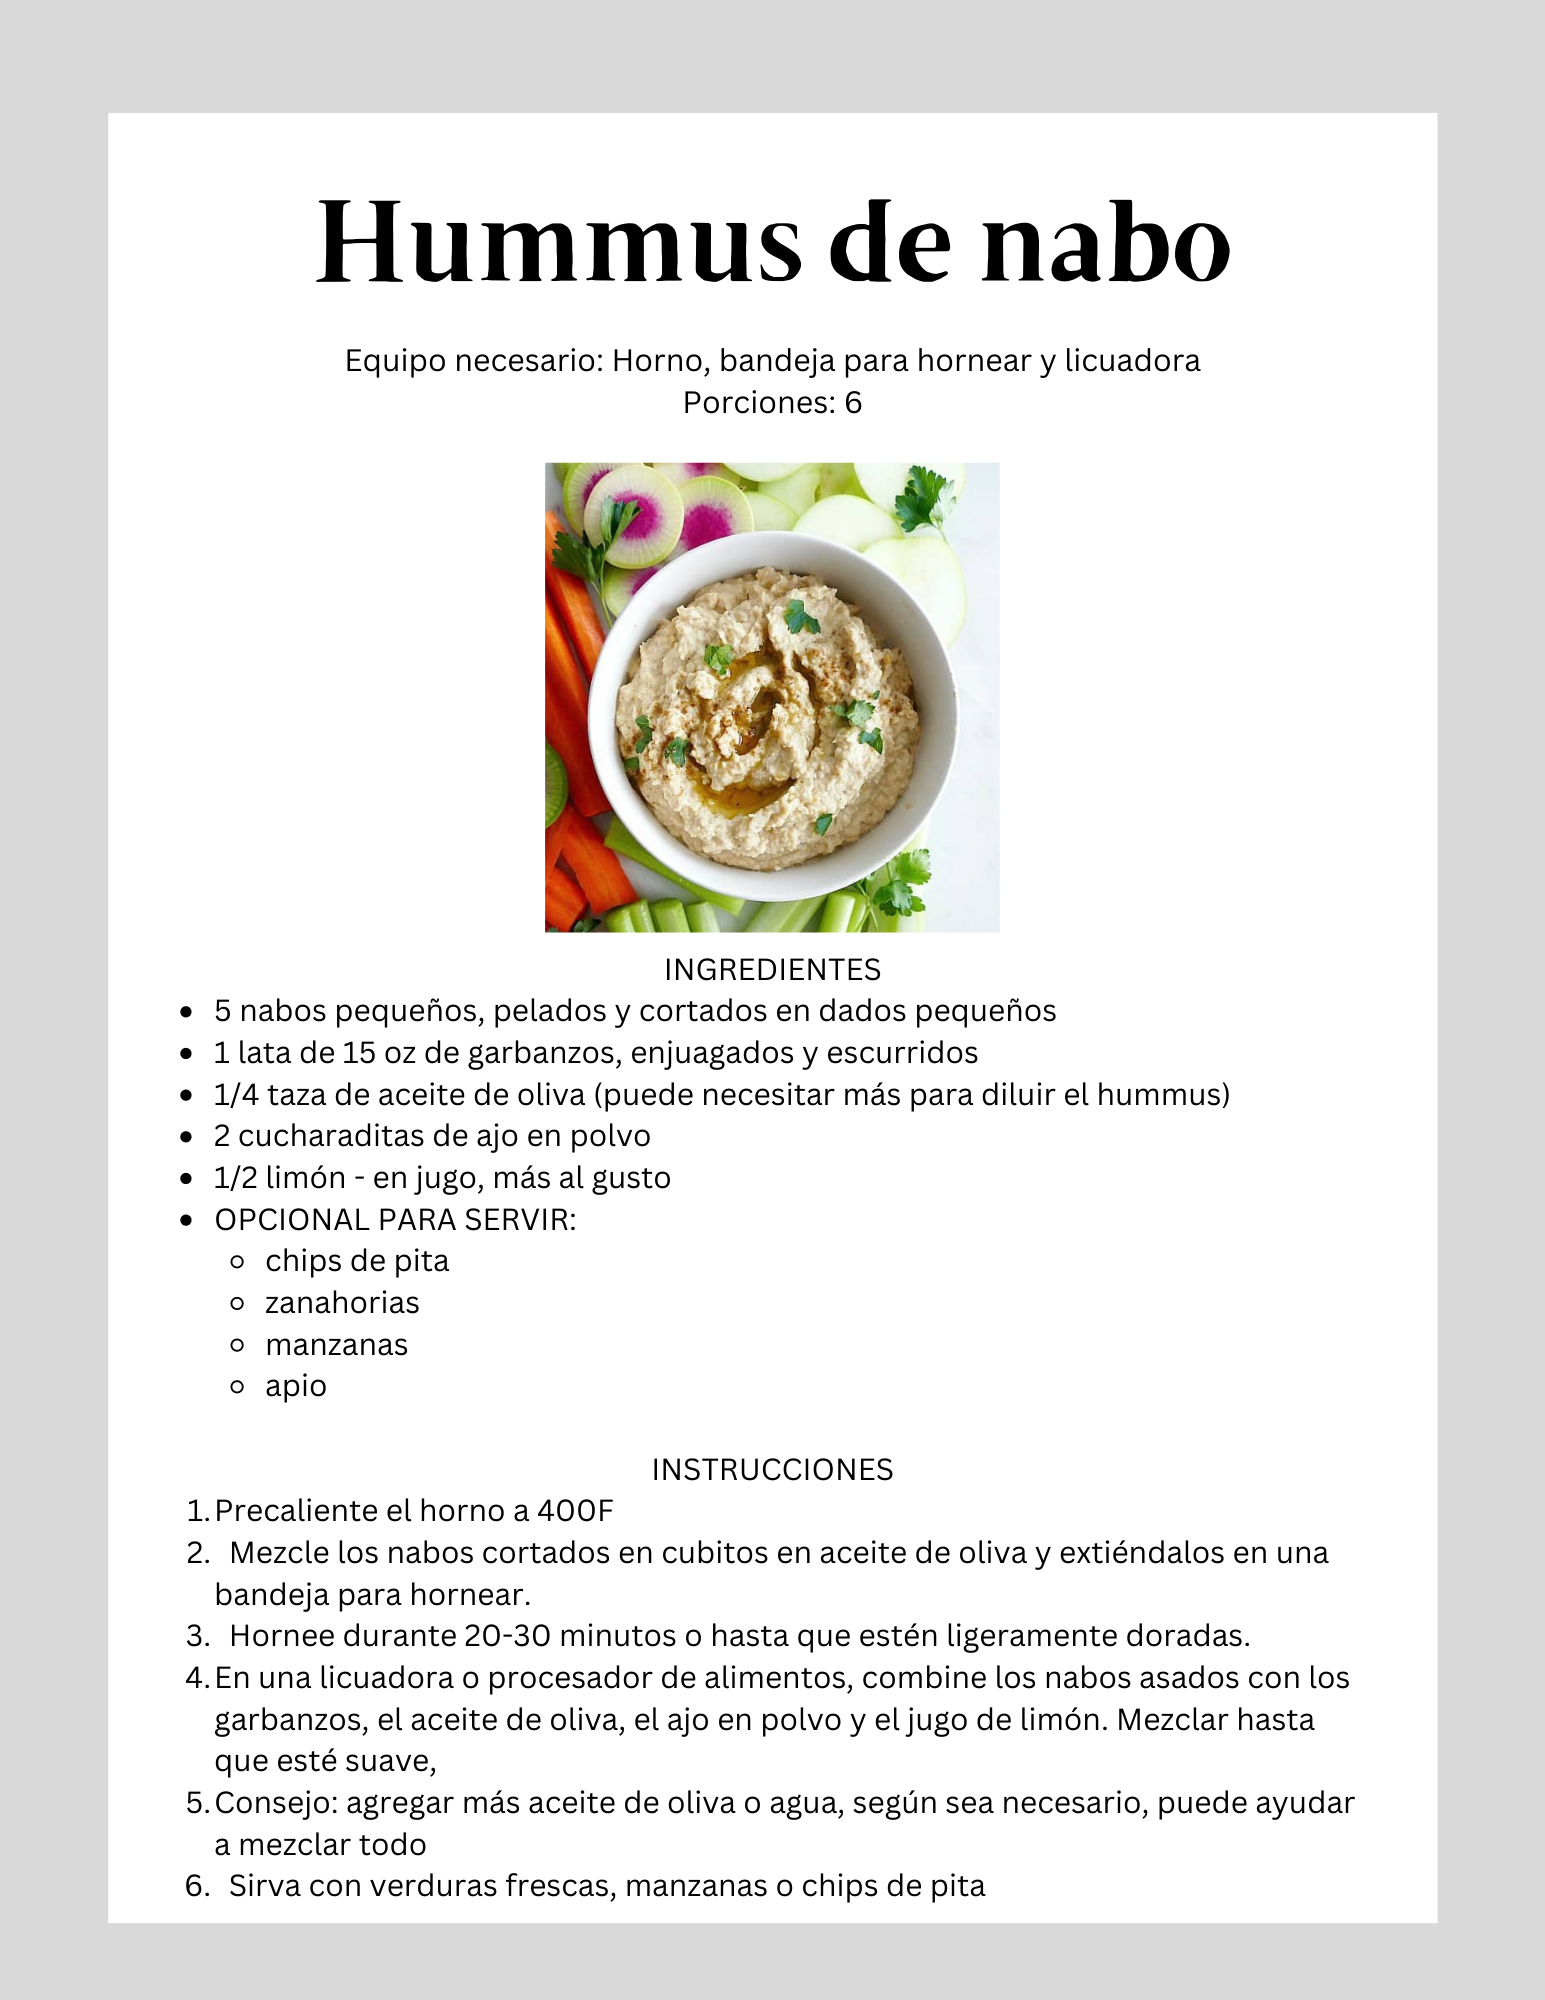 Hummus de nabo
Equipo necesario: Horno, bandeja para hornear y licuadora
Porciones: 6
INGREDIENTES
• 5 nabos pequeños, pelados y cortados en dados pequeños
• 1 lata de 15 oz de garbanzos, enjuagados y escurridos
• 1/4 taza de aceite de oliva (puede necesitar más para diluir el hummus)
• 2 cucharaditas de ajo en polvo
• 1/2 limón - en jugo, más al gusto
• OPCIONAL PARA SERVIR:
◦ chips de pita
◦ zanahorias
◦ manzanas
◦ apio
INSTRUCCIONES
1. Precaliente el horno a 400F
2. Mezcle los nabos cortados en cubitos en aceite de oliva y extiéndalos en una
bandeja para hornear.
3. Hornee durante 20-30 minutos o hasta que estén ligeramente doradas.
4. En una licuadora o procesador de alimentos, combine los nabos asados con los
garbanzos, el aceite de oliva, el ajo en polvo y el jugo de limón. Mezclar hasta
que esté suave,
5. Consejo: agregar más aceite de oliva o agua, según sea necesario, puede ayudar
a mezclar todo
6. Sirva con verduras frescas, manzanas o chips de pita